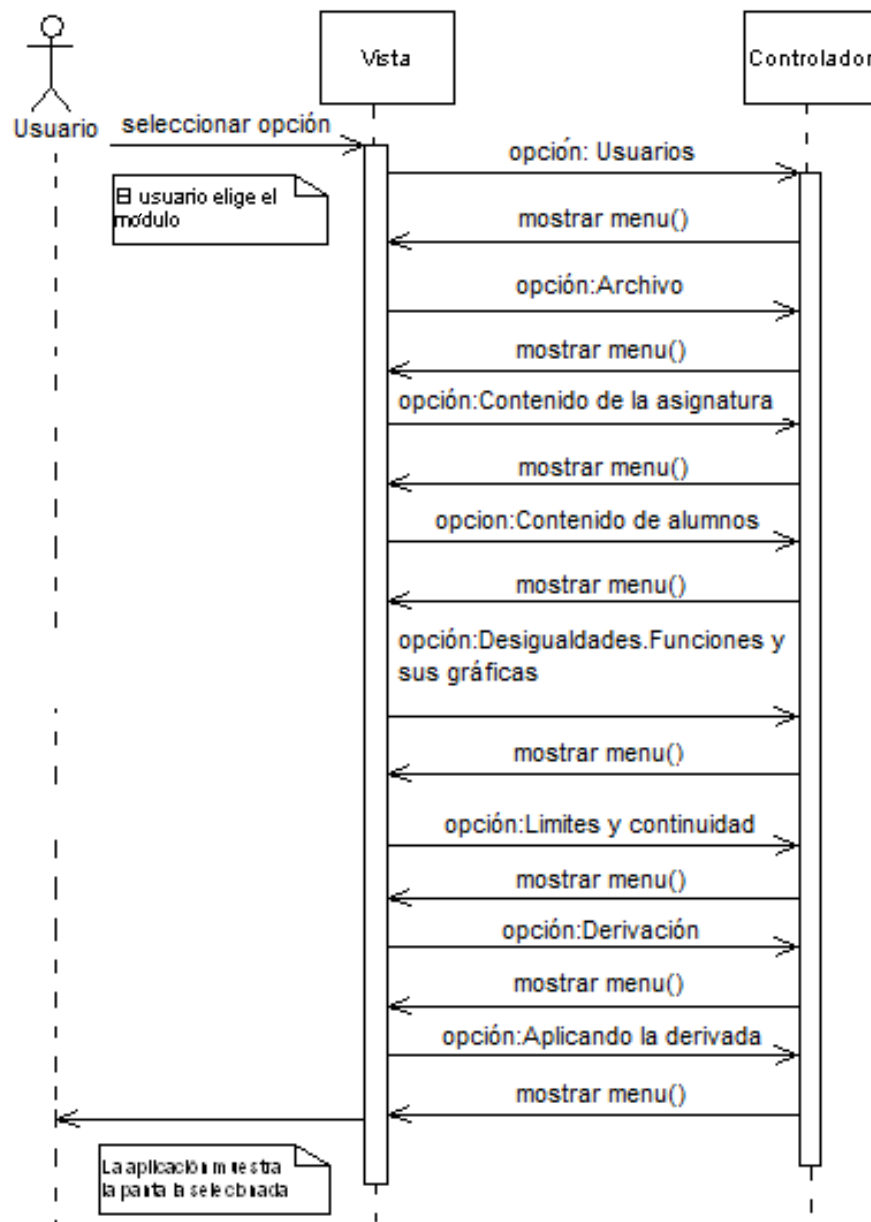 Vista
Controlador
Usuario
seleccionar opción
opción: Usuarios
El usuario elige el
módulo
mostrar menu()
opción:Archivo
mostrar menu()
opción:Contenido de la asignatura
mostrar menu()
opcion:Contenido de alumnos
mostrar menu()
opción:Desigualdades.Funciones y
sus gráficas
mostrar menu()
opción:Limites y continuidad
mostrar menu()
opción:Derivación
mostrar menu()
opción:Aplicando la derivada
mostrar menu()
La aplicación muestra
la pantalla selecionada